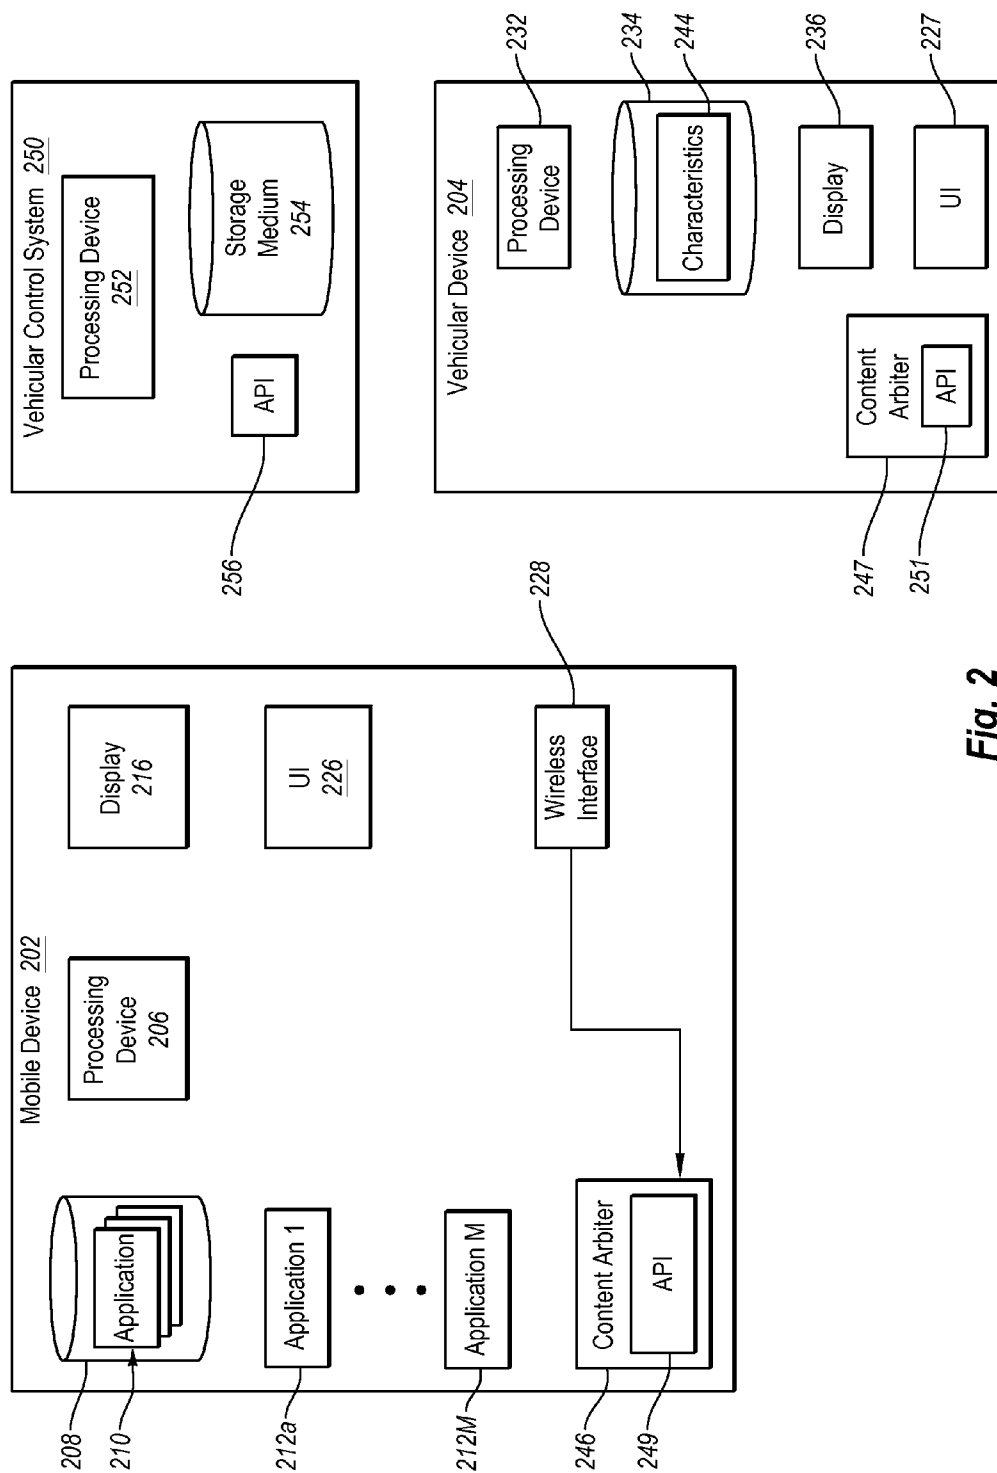 Mobile Device 202
208
Application
210
Processing
Device
206
Display
216
212a
Application 1
UI
226
212M
Application M
246
Content Arbiter
249
API
Wireless
Interface
228
Vehicular Control System 250
Processing Device
252
256
API
Storage
Medium
254
Vehicular Device 204
Processing
Device
232
234
Characteristics
244
Display
236
UI
227
Content
Arbiter
247
API
251
Fig. 2